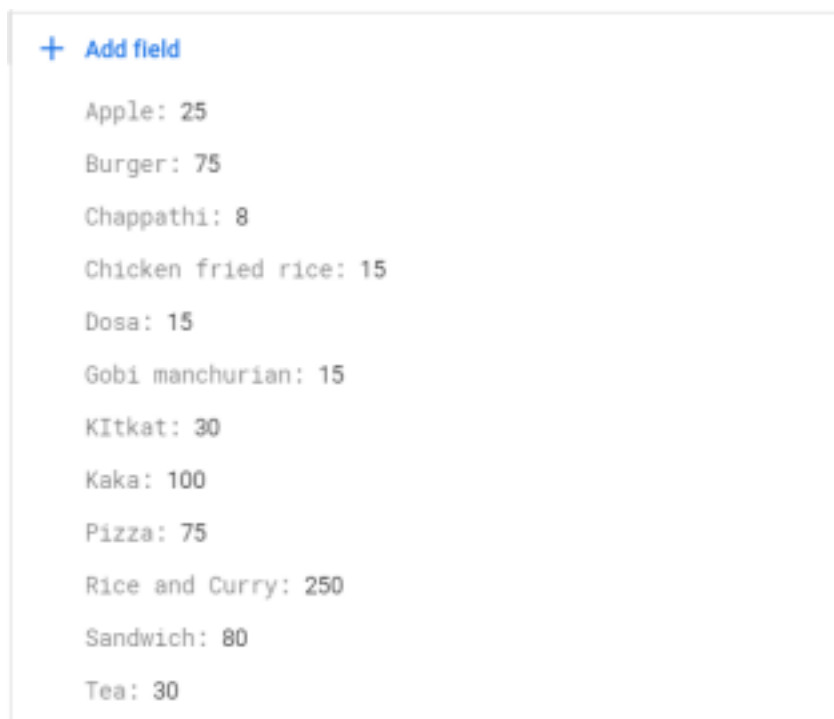 + Add field
Apple: 25
Burger: 75
Chappathi: 8
Chicken fried rice: 15
Dosa: 15
Gobi manchurian: 15
KItkat: 30
Kaka: 100
Pizza: 75
Rice and Curry: 250
Sandwich: 80
Tea: 30